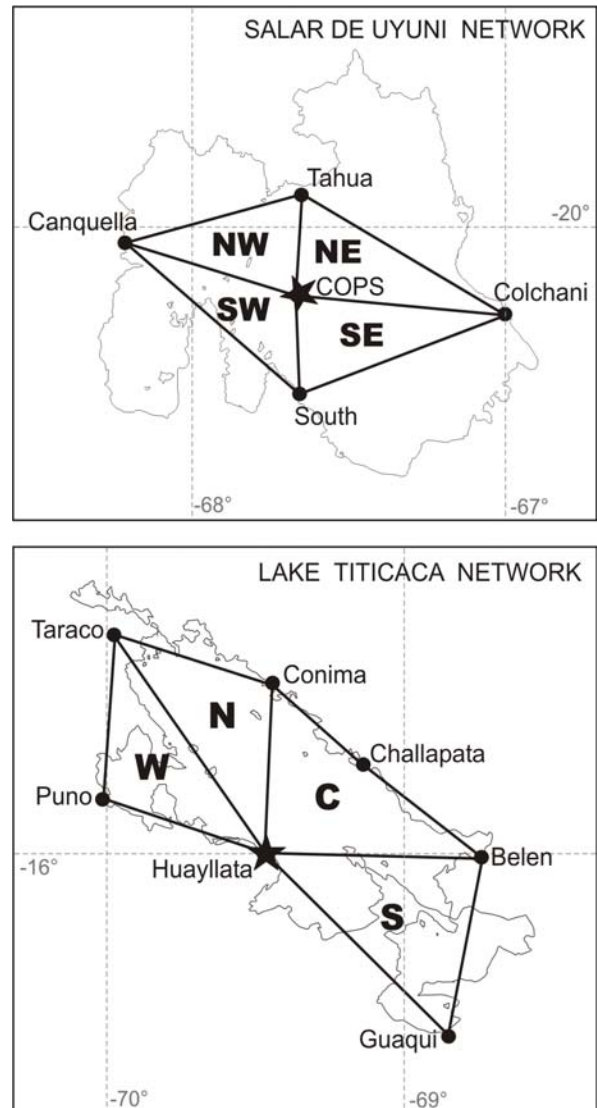 SALAR DE UYUNI NETWORK
Tahua
Canquella
-20°
NW
NE
COPS
Colchani
SW
SE
South
-68°
-67°
LAKE TITICACA NETWORK
Taraco
Conima
N
Challapata
W
C
Puno
-16°
Huayllata
Belen
S
Guaqui
-70°
-69°